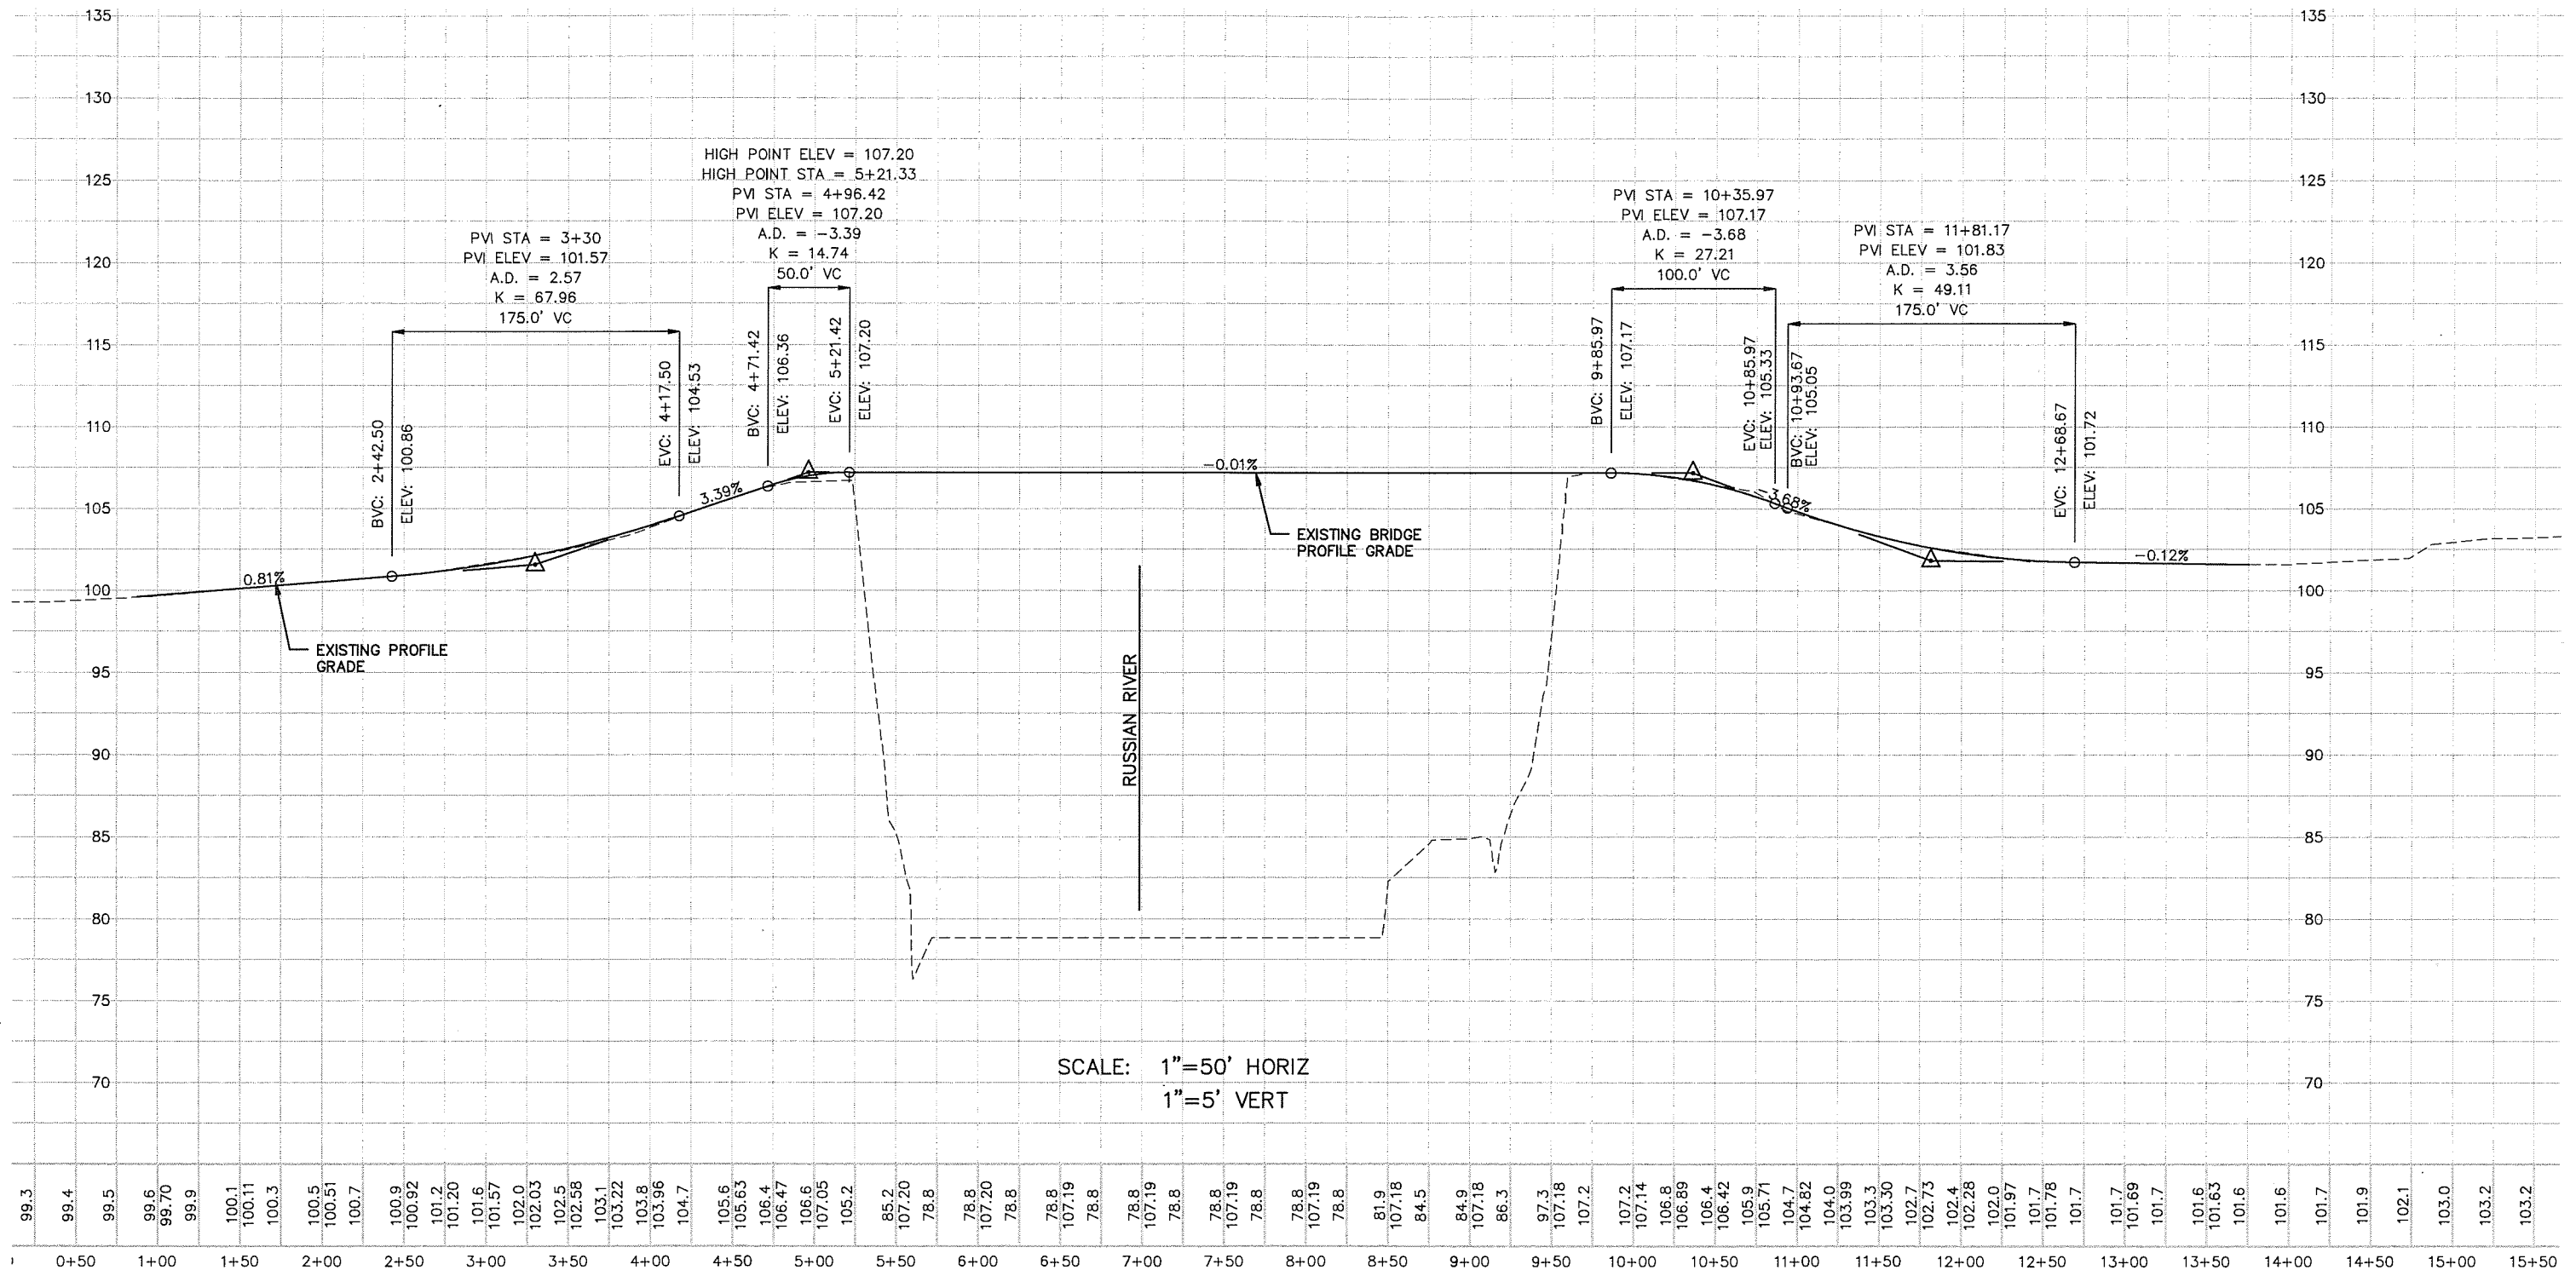 135 135
130 130
125 125
120 120
115 115
110 110
105 105
100 100
95 95
90 90
85 85
80 80
75 75
70 70
PVI STA = 3+30
PVI ELEV = 101.57
A.D. = 2.57
K = 67.96
175.0' VC
BVC: 2+42.50
ELEV: 100.86
EVC: 4+17.50
ELEV: 104.53
HIGH POINT ELEV = 107.20
HIGH POINT STA = 5+21.33
PVI STA = 4+96.42
PVI ELEV = 107.20
A.D. = -3.39
K = 14.74
50.0' VC
BVC: 4+71.42
ELEV: 106.36
EVC: 5+21.42
ELEV: 107.20
PVI STA = 10+35.97
PVI ELEV = 107.17
A.D. = -3.68
K = 27.21
100.0' VC
BVC: 9+85.97
ELEV: 107.17
EVC: 10+85.97
ELEV: 105.33
PVI STA = 11+81.17
PVI ELEV = 101.83
A.D. = 3.56
K = 49.11
175.0' VC
BVC: 10+93.67
ELEV: 105.05
EVC: 12+68.67
ELEV: 101.72
0.81%
3.39%
-0.01%
-3.68%
-0.12%
EXISTING PROFILE
GRADE
EXISTING BRIDGE
PROFILE GRADE
RUSSIAN RIVER
SCALE: 1"=50' HORIZ
1"=5' VERT
99.3
99.4
99.5
99.6
99.70
99.9
100.1
100.11
100.3
100.5
100.51
100.7
100.9
100.92
101.2
101.20
101.6
101.57
102.0
102.03
102.5
102.58
103.1
103.22
103.8
103.96
104.7
105.6
105.63
106.4
106.47
106.6
107.05
105.2
85.2
107.20
78.8
78.8
107.20
78.8
78.8
107.19
78.8
78.8
107.19
78.8
78.8
107.19
78.8
78.8
107.19
78.8
81.9
107.18
84.5
84.9
107.18
86.3
97.3
107.18
107.2
107.2
107.14
106.8
106.89
106.4
106.42
105.9
105.71
104.7
104.82
104.0
103.99
103.3
103.30
102.7
102.73
102.4
102.28
102.0
101.97
101.7
101.78
101.7
101.7
101.69
101.7
101.6
101.63
101.6
101.6
101.7
101.9
102.1
103.0
103.2
103.2
0+50 1+00 1+50 2+00 2+50 3+00 3+50 4+00 4+50 5+00 5+50 6+00 6+50 7+00 7+50 8+00 8+50 9+00 9+50 10+00 10+50 11+00 11+50 12+00 12+50 13+00 13+50 14+00 14+50 15+00 15+50